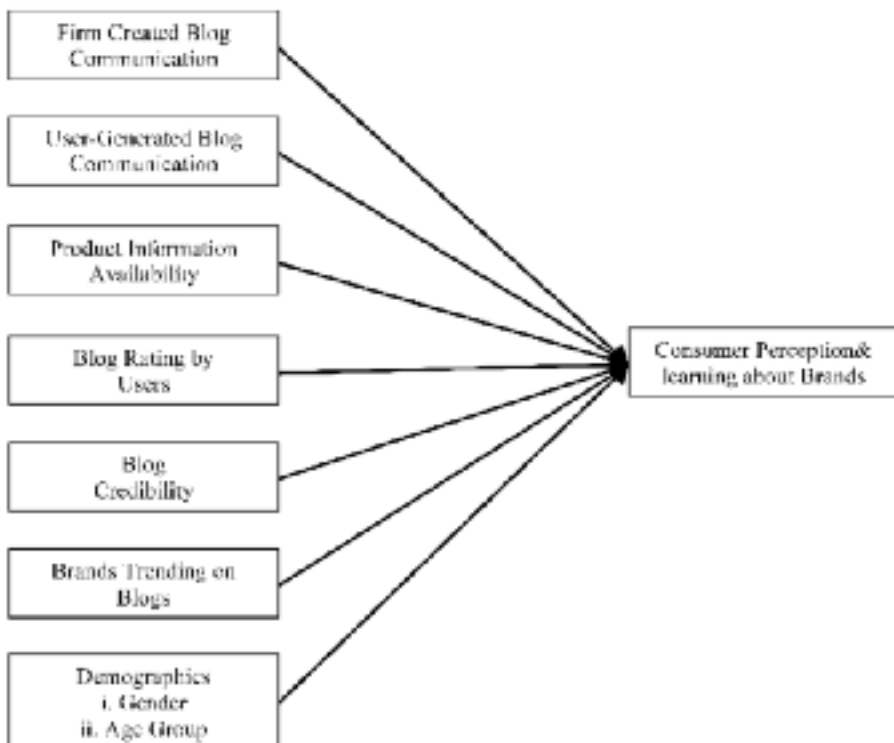 Firm Created Blog
Communication
User-Generated Blog
Communication
Product Information
Availability
Blog Rating by
Users
Blog
Credibility
Brands Trending on
Blogs
Demographics
i. Gender
ii. Age Group
Consumer Perception&
learning about Brands